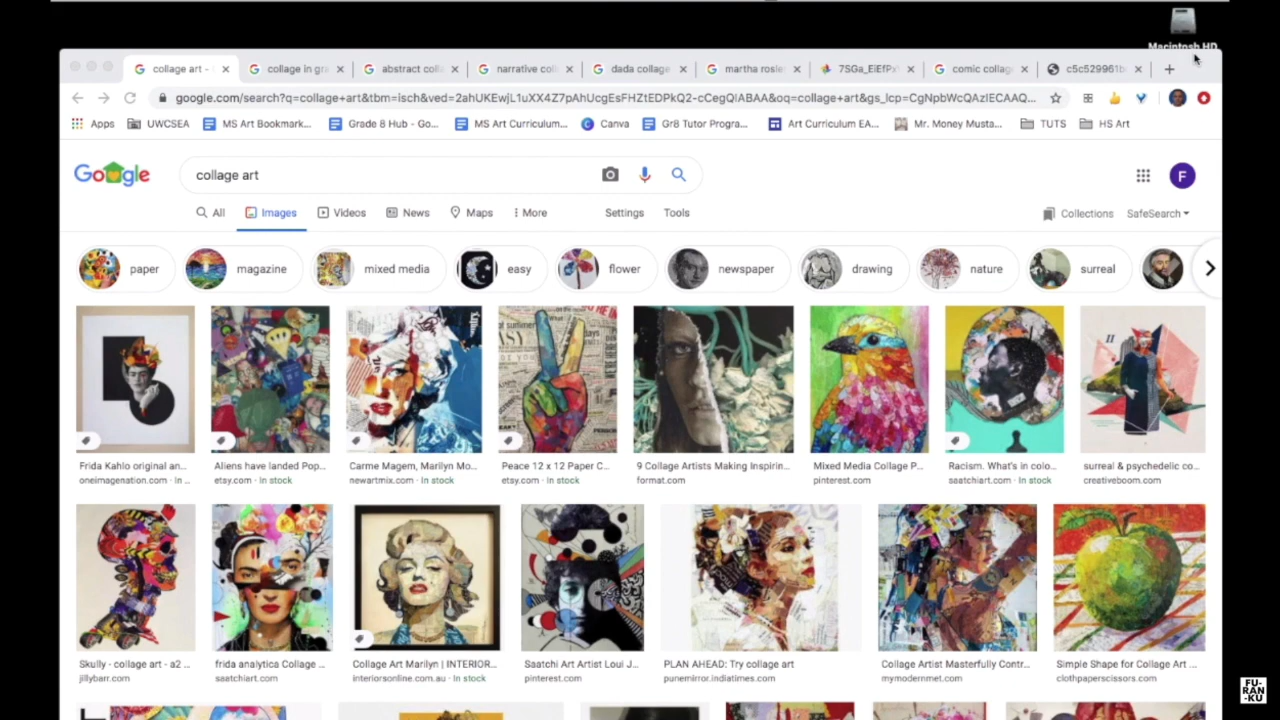 Macintosh HD
collage art -
collage in gra
abstract coll
narrative coll
dada collage
martha rosler
7SGa_EiEfPx
comic collag
c5c529961b
google.com/search?q=collage+art&tbm=isch&ved=2ahUKEwjL1uXX4Z7pAhUcgEsFHZtEDPkQ2-cCegQIABAA&oq=collage+art&gs_lcp=CgNpbWcQAzIECAAQ...
Apps
UWCSEA
MS Art Bookmark...
Grade 8 Hub - Go...
MS Art Curriculum...
Canva
Gr8 Tutor Progra...
Art Curriculum EA...
Mr. Money Musta...
TUTS
HS Art
Google
collage art
F
All
Images
Videos
News
Maps
More
Settings
Tools
Collections
SafeSearch
paper
magazine
mixed media
easy
flower
newspaper
drawing
nature
surreal
Frida Kahlo original an...
oneimagenation.com · In ...
Aliens have landed Pop...
etsy.com · In stock
Carme Magem, Marilyn Mo...
newartmix.com · In stock
Peace 12 x 12 Paper C...
etsy.com · In stock
9 Collage Artists Making Inspirin...
format.com
Mixed Media Collage P...
pinterest.com
Racism. What's in colo...
saatchiart.com · In stock
surreal & psychedelic co...
creativeboom.com
Skully - collage art - a2 ...
jillybarr.com
frida analytica Collage ...
saatchiart.com
Collage Art Marilyn | INTERIOR...
interiorsonline.com.au · In stock
Saatchi Art Artist Loui J...
pinterest.com
PLAN AHEAD: Try collage art
punemirror.indiatimes.com
Collage Artist Masterfully Contr...
mymodernmet.com
Simple Shape for Collage Art ...
clothpaperscissors.com
FU-
RAN
-KU